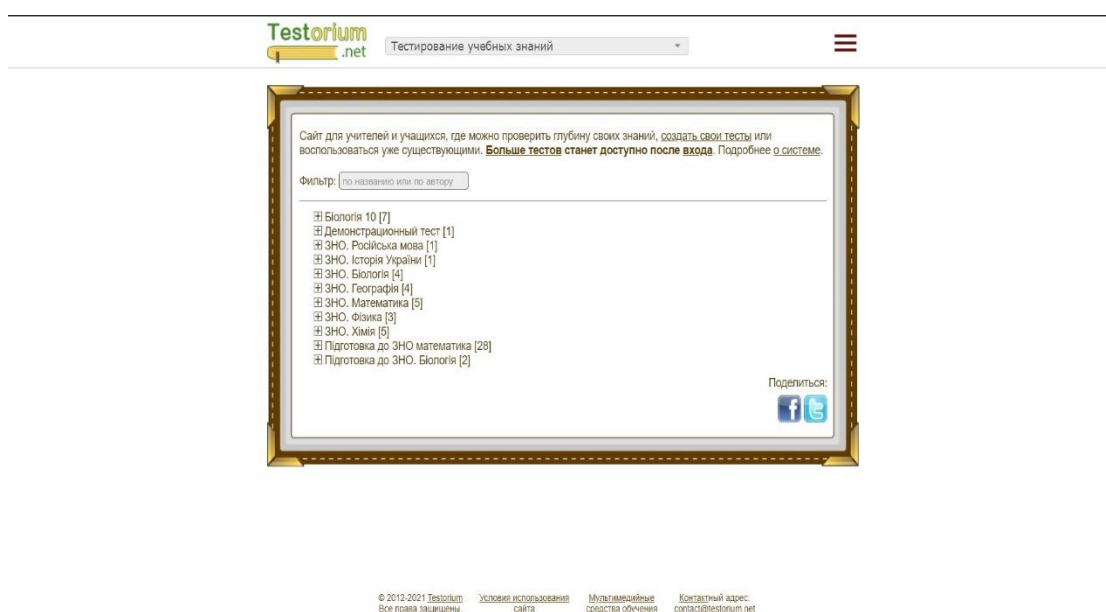 Testorium
.net
Тестирование учебных знаний
Сайт для учителей и учащихся, где можно проверить глубину своих знаний, создать свои тесты или
воспользоваться уже существующими. Больше тестов станет доступно после входа. Подробнее о системе.
Фильтр: по названию или по автору
Біологія 10 [7]
Демонстрационный тест [1]
ЗНО. Російська мова [1]
ЗНО. Історія України [1]
ЗНО. Біологія [4]
ЗНО. Географія [4]
ЗНО. Математика [5]
ЗНО. Фізика [3]
ЗНО. Хімія [5]
Підготовка до ЗНО математика [28]
Підготовка до ЗНО. Біологія [2]
Поделиться:
© 2012-2021 Testorium
Все права защищены.
Условия использования
сайта
Мультимедийные
средства обучения
Контактный адрес:
contact@testorium.net